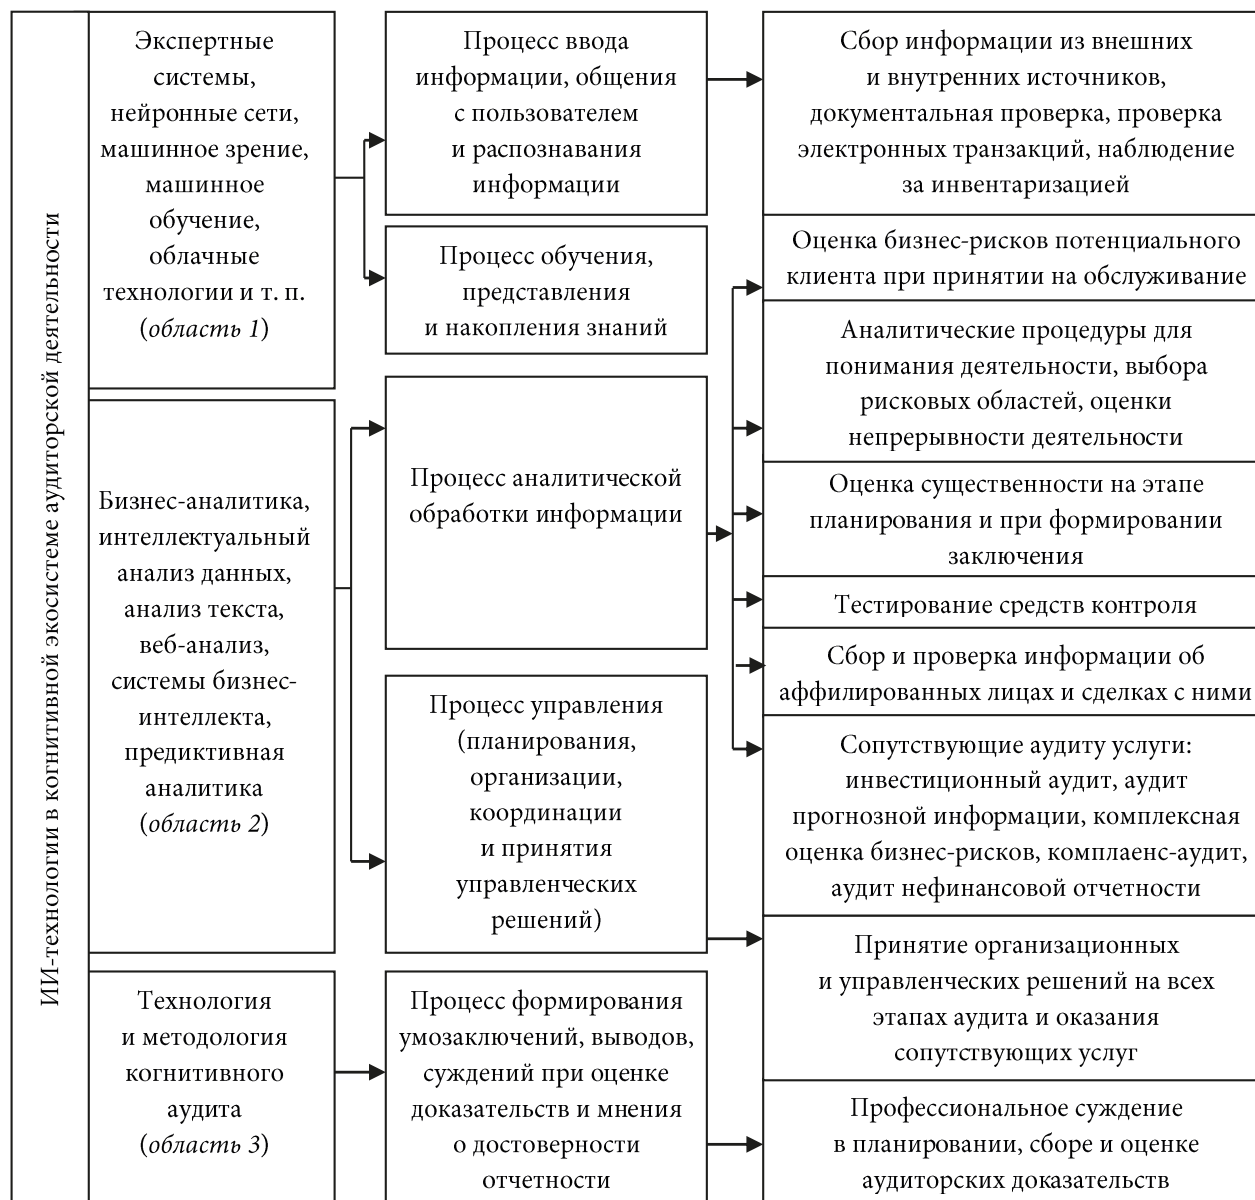 ИИ-технологии в когнитивной экосистеме аудиторской деятельности
Экспертные
системы,
нейронные сети,
машинное зрение,
машинное
обучение,
облачные
технологии и т. п.
(область 1)
Процесс ввода
информации, общения
с пользователем
и распознавания
информации
Процесс обучения,
представления
и накопления знаний
Сбор информации из внешних
и внутренних источников,
документальная проверка, проверка
электронных транзакций, наблюдение
за инвентаризацией
Бизнес-аналитика,
интеллектуальный
анализ данных,
анализ текста,
веб-анализ,
системы бизнес-
интеллекта,
предиктивная
аналитика
(область 2)
Процесс аналитической
обработки информации
Процесс управления
(планирования,
организации,
координации
и принятия
управленческих
решений)
Оценка бизнес-рисков потенциального
клиента при принятии на обслуживание
Аналитические процедуры для
понимания деятельности, выбора
рисковых областей, оценки
непрерывности деятельности
Оценка существенности на этапе
планирования и при формировании
заключения
Тестирование средств контроля
Сбор и проверка информации об
аффилированных лицах и сделках с ними
Сопутствующие аудиту услуги:
инвестиционный аудит, аудит
прогнозной информации, комплексная
оценка бизнес-рисков, комплаенс-аудит,
аудит нефинансовой отчетности
Принятие организационных
и управленческих решений на всех
этапах аудита и оказания
сопутствующих услуг
Технология
и методология
когнитивного
аудита
(область 3)
Процесс формирования
умозаключений, выводов,
суждений при оценке
доказательств и мнения
о достоверности
отчетности
Профессиональное суждение
в планировании, сборе и оценке
аудиторских доказательств